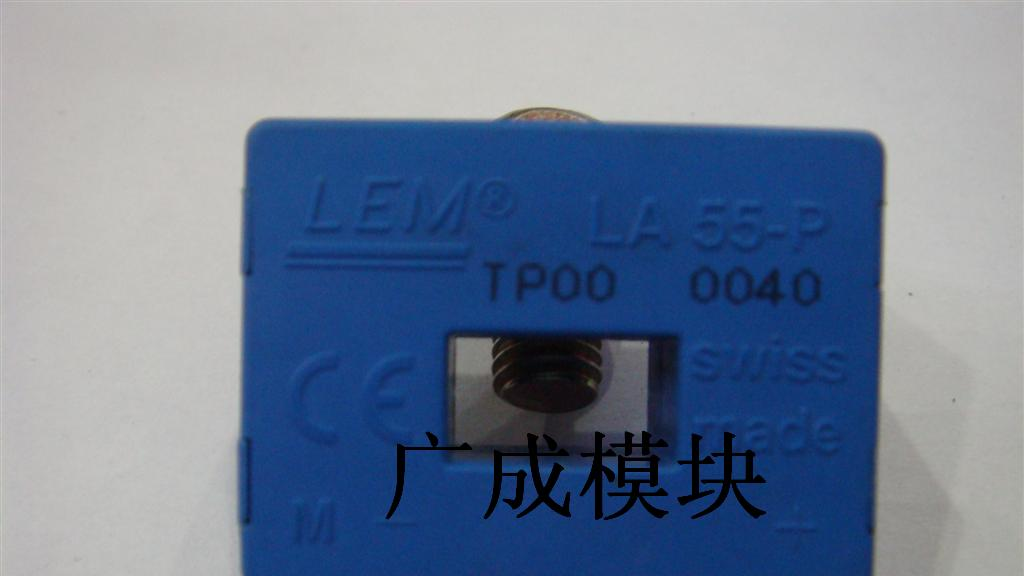 LEM® LA 55-P
TP00 0040
CE swiss
made
广成模块
M - +